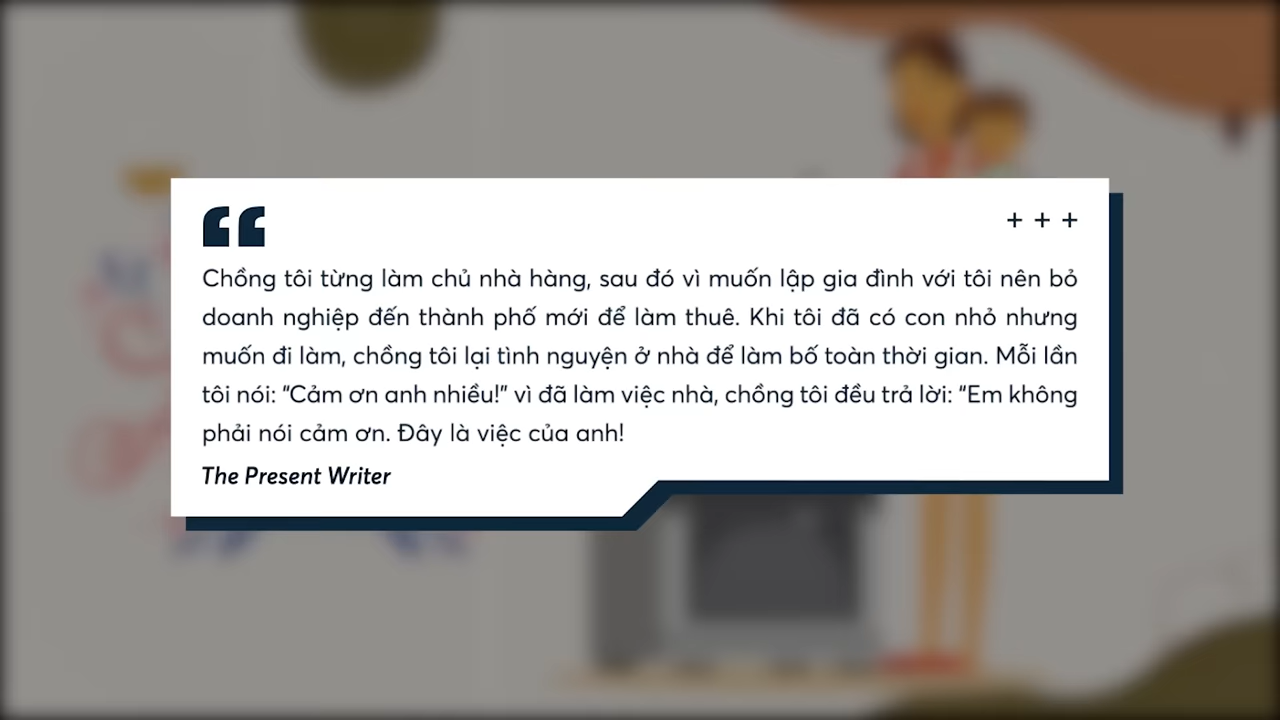 “
+ + +
Chồng tôi từng làm chủ nhà hàng, sau đó vì muốn lập gia đình với tôi nên bỏ
doanh nghiệp đến thành phố mới để làm thuê. Khi tôi đã có con nhỏ nhưng
muốn đi làm, chồng tôi lại tình nguyện ở nhà để làm bố toàn thời gian. Mỗi lần
tôi nói: “Cảm ơn anh nhiều!” vì đã làm việc nhà, chồng tôi đều trả lời: “Em không
phải nói cảm ơn. Đây là việc của anh!
The Present Writer